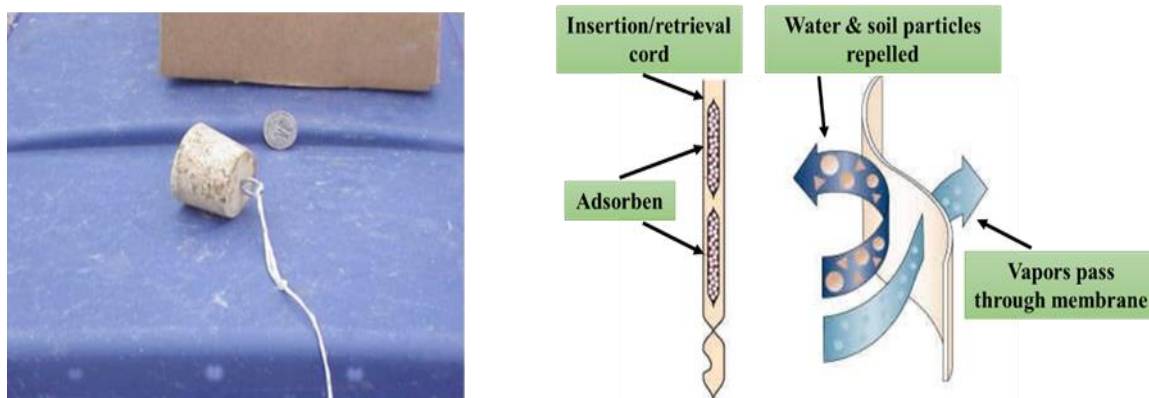 Insertion/retrieval
cord
Water & soil particles
repelled
Adsorben
Vapors pass
through membrane